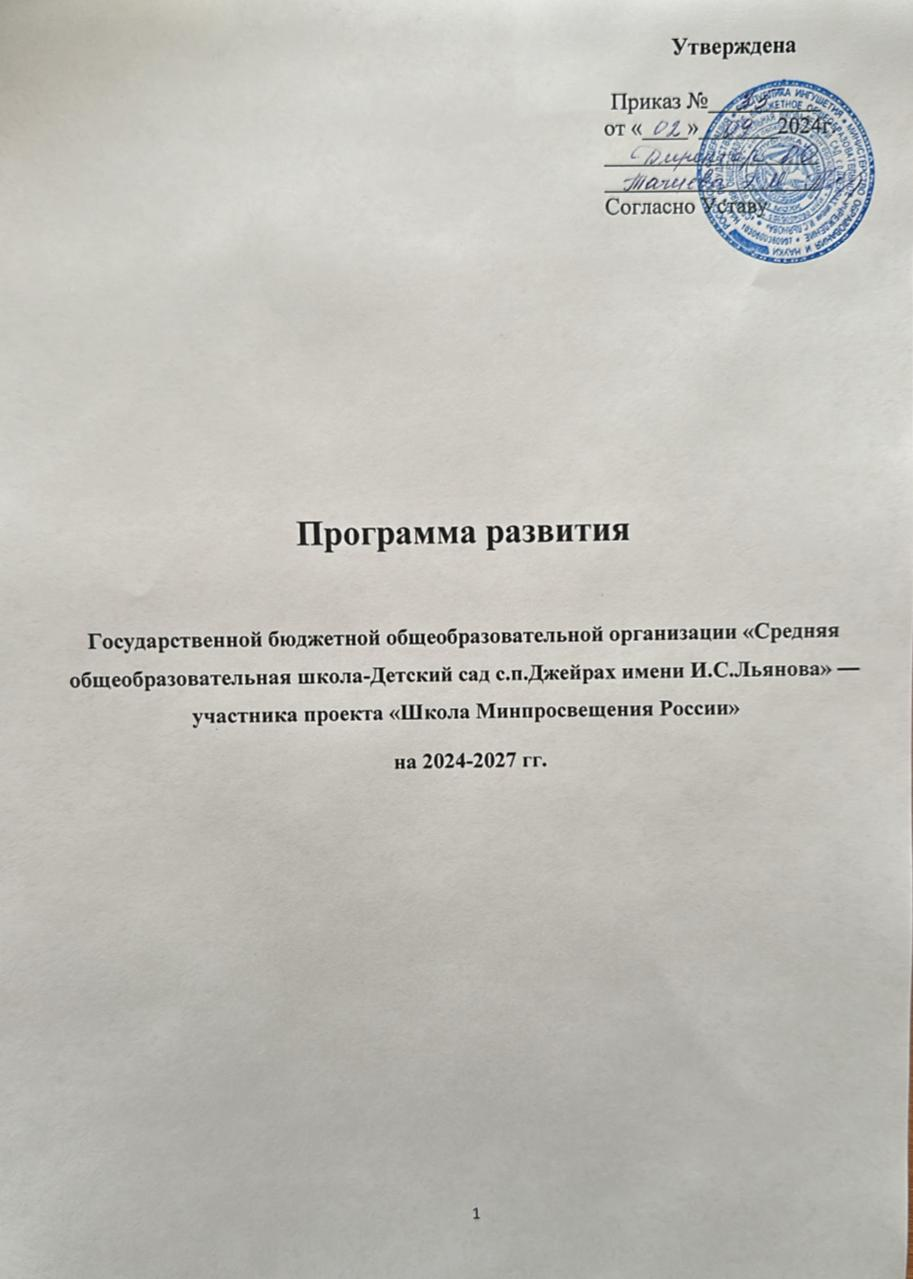 Утверждена
Приказ №
от «02» 09 2024г
Директор
Согласно Уставу
Программа развития
Государственной бюджетной общеобразовательной организации «Средняя
общеобразовательная школа-Детский сад с.п.Джейрах имени И.С.Льянова» —
участника проекта «Школа Минпросвещения России»
на 2024-2027 гг.
1